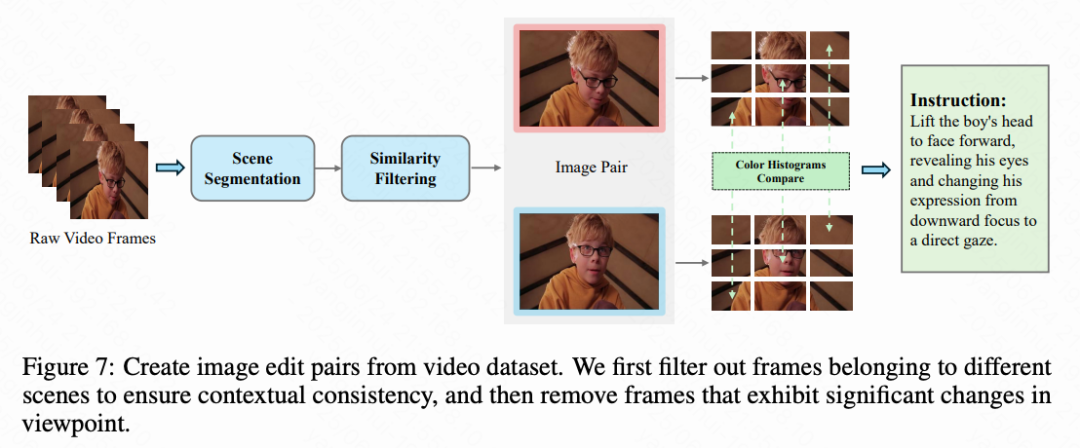 Raw Video Frames
Scene
Segmentation
Similarity
Filtering
Image Pair
Color Histograms
Compare
Instruction:
Lift the boy's head
to face forward,
revealing his eyes
and changing his
expression from
downward focus to
a direct gaze.
Figure 7: Create image edit pairs from video dataset. We first filter out frames belonging to different
scenes to ensure contextual consistency, and then remove frames that exhibit significant changes in
viewpoint.